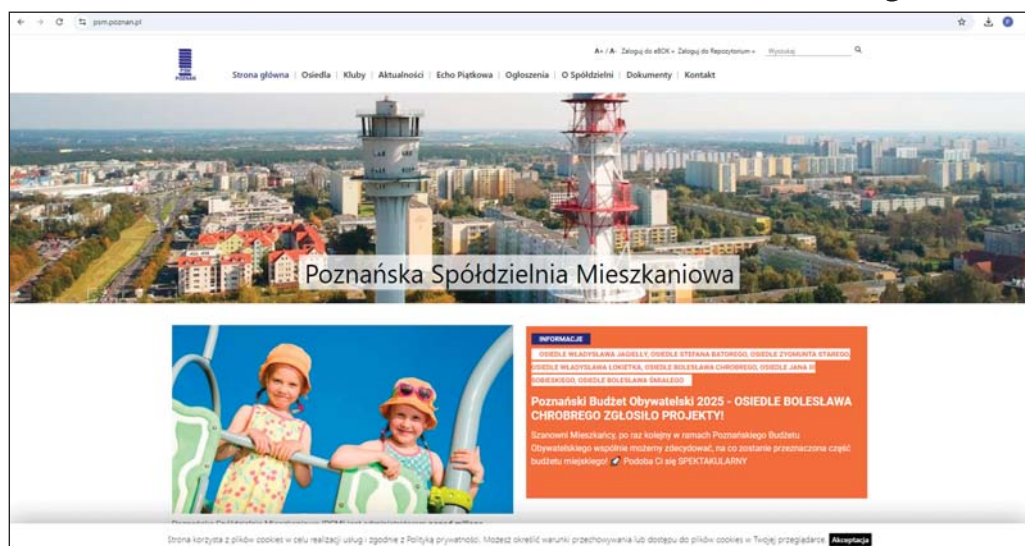 psm.poznan.pl
A+ / A- Zaloguj do eBOK Zaloguj do Repozytorium Wyszukaj
PSM
POZNAŃ
Strona główna | Osiedla | Kluby | Aktualności | Echo Piątkowa | Ogłoszenia | O Spółdzielni | Dokumenty | Kontakt
Poznańska Spółdzielnia Mieszkaniowa
INFORMACJE
OSIEDLE WŁADYSŁAWA JAGIEŁŁY, OSIEDLE STEFANA BATOREGO, OSIEDLE ZYGMUNTA STAREGO,
OSIEDLE WŁADYSŁAWA ŁOKIETKA, OSIEDLE BOLESŁAWA CHROBREGO, OSIEDLE JANA III
SOBIESKIEGO, OSIEDLE BOLESŁAWA ŚMIAŁEGO
Poznański Budżet Obywatelski 2025 - OSIEDLE BOLESŁAWA
CHROBREGO ZGŁOSIŁO PROJEKTY!
Szanowni Mieszkańcy, po raz kolejny w ramach Poznańskiego Budżetu
Obywatelskiego wspólnie możemy zdecydować, na co zostanie przeznaczona część
budżetu miejskiego! Podoba Ci się SPEKTAKULARNY
Strona korzysta z plików cookies w celu realizacji usług i zgodnie z Polityką prywatności. Możesz określić warunki przechowywania lub dostępu do plików cookies w Twojej przeglądarce. Akceptacja